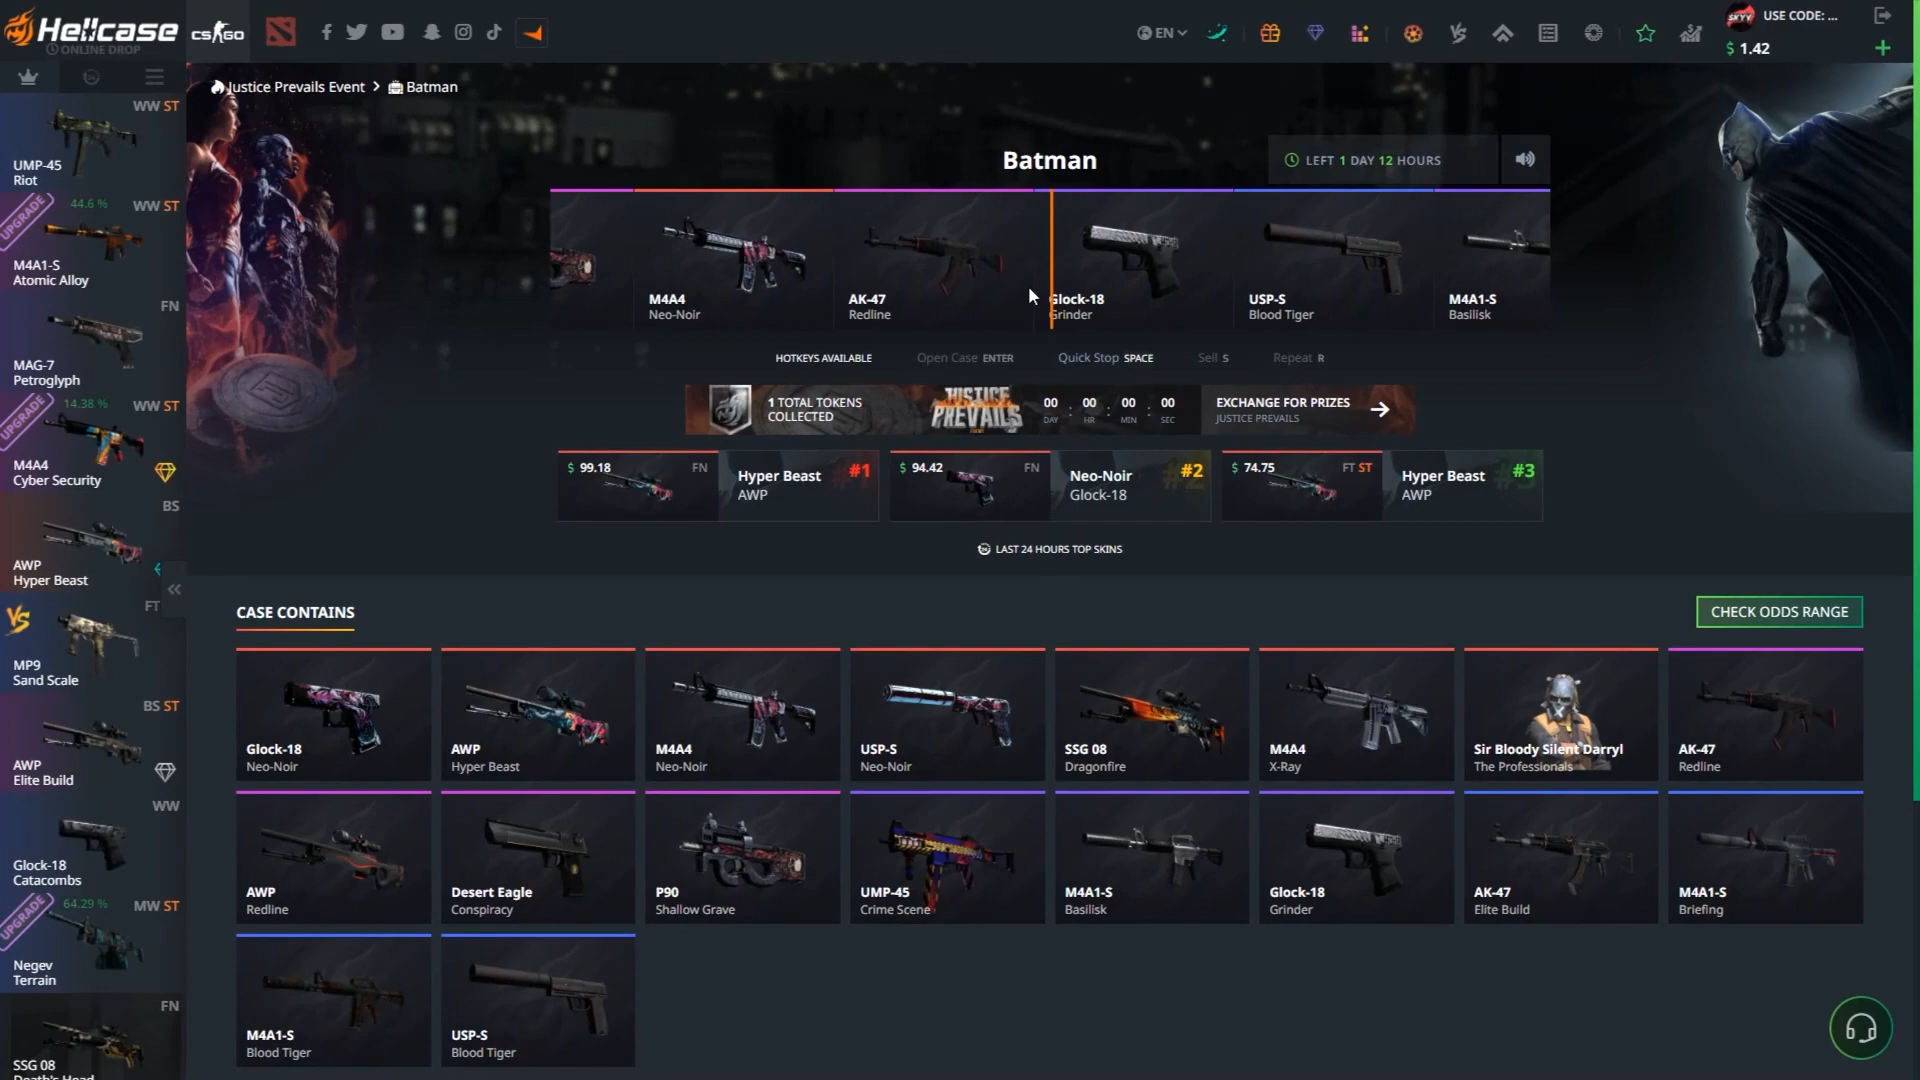 Hellcase
ONLINE DROP
CS:GO
EN
SKYY
USE CODE: ...
$ 1.42
Justice Prevails Event > Batman
Batman
LEFT 1 DAY 12 HOURS
M4A4
Neo-Noir
AK-47
Redline
Glock-18
Grinder
USP-S
Blood Tiger
M4A1-S
Basilisk
HOTKEYS AVAILABLE
Open Case ENTER
Quick Stop SPACE
Sell S
Repeat R
1 TOTAL TOKENS
COLLECTED
JUSTICE
PREVAILS
00 : 00 : 00 : 00
DAY HR MIN SEC
EXCHANGE FOR PRIZES
JUSTICE PREVAILS
$ 99.18
FN
Hyper Beast
AWP
#1
$ 94.42
FN
Neo-Noir
Glock-18
#2
$ 74.75
FT ST
Hyper Beast
AWP
#3
LAST 24 HOURS TOP SKINS
CASE CONTAINS
CHECK ODDS RANGE
Glock-18
Neo-Noir
AWP
Hyper Beast
M4A4
Neo-Noir
USP-S
Neo-Noir
SSG 08
Dragonfire
M4A4
X-Ray
Sir Bloody Silent Darryl
The Professionals
AK-47
Redline
AWP
Redline
Desert Eagle
Conspiracy
P90
Shallow Grave
UMP-45
Crime Scene
M4A1-S
Basilisk
Glock-18
Grinder
AK-47
Elite Build
M4A1-S
Briefing
M4A1-S
Blood Tiger
USP-S
Blood Tiger
WW ST
UMP-45
Riot
UPGRADE
44.6 %
WW ST
M4A1-S
Atomic Alloy
FN
MAG-7
Petroglyph
UPGRADE
14.38 %
WW ST
M4A4
Cyber Security
BS
AWP
Hyper Beast
VS
FT
MP9
Sand Scale
BS ST
AWP
Elite Build
WW
Glock-18
Catacombs
UPGRADE
64.29 %
MW ST
Negev
Terrain
FN
SSG 08
Death's Head